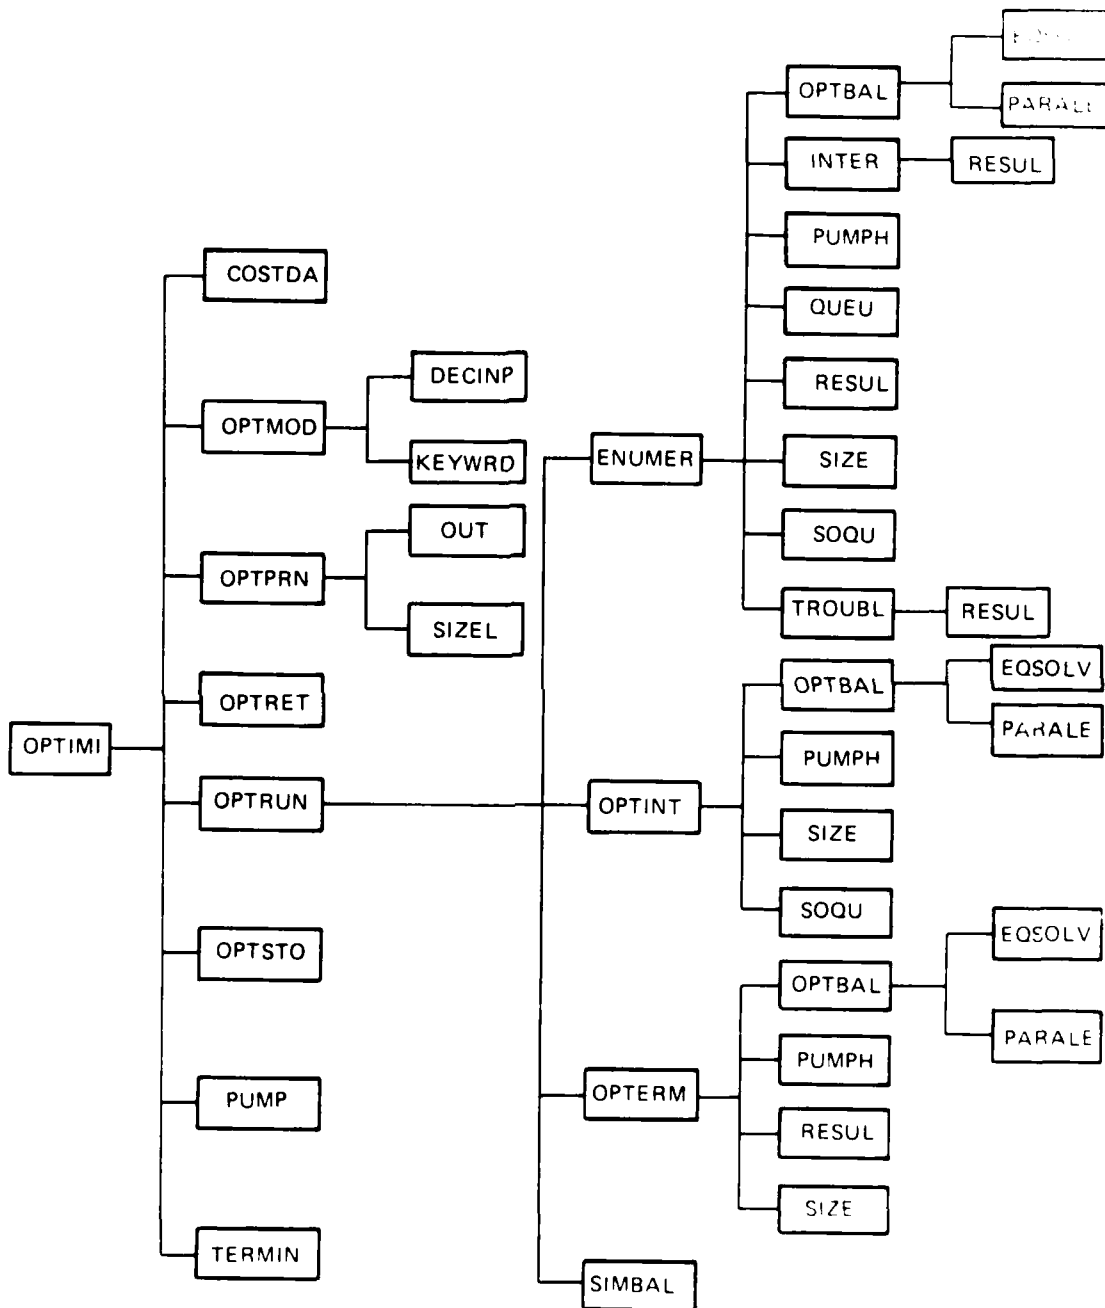 OPTBAL
INTER
RESUL
PUMPH
COSTDA
QUEU
DECINP
RESUL
OPTMOD
KEYWRD
ENUMER
SIZE
OUT
SOQU
OPTPRN
SIZEL
TROUBL
RESUL
OPTBAL
EQSOLV
OPTRET
PARALE
OPTIMI
PUMPH
OPTRUN
OPTINT
SIZE
SOQU
OPTSTO
EQSOLV
OPTBAL
PARALE
PUMPH
PUMP
OPTERM
RESUL
SIZE
TERMIN
SIMBAL